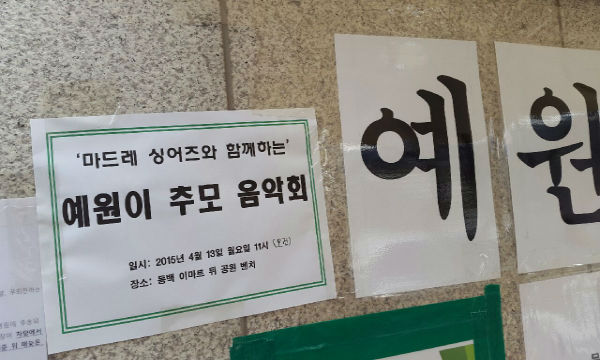 '마드레 싱어즈와 함께하는'
예원이 추모 음악회
일시: 2015년 4월 13일 월요일 11시 (오전)
장소: 동백 이마트 뒤 공원 벤치
예
원